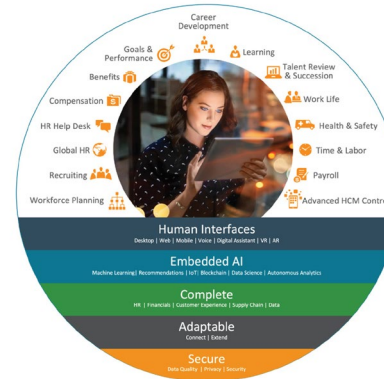 Career
Development
Goals &
Performance
Learning
Benefits
Talent Review
& Succession
Compensation
Work Life
HR Help Desk
Health & Safety
Global HR
Time & Labor
Recruiting
Payroll
Workforce Planning
Advanced HCM Contro
Human Interfaces
Desktop | Web | Mobile | Voice | Digital Assistant | VR | AR
Embedded AI
Machine Learning| Recommendations | IoT| Blockchain | Data Science | Autonomous Analytics
Complete
HR | Financials | Customer Experience | Supply Chain | Data
Adaptable
Connect | Extend
Secure
Data Quality | Privacy | Security